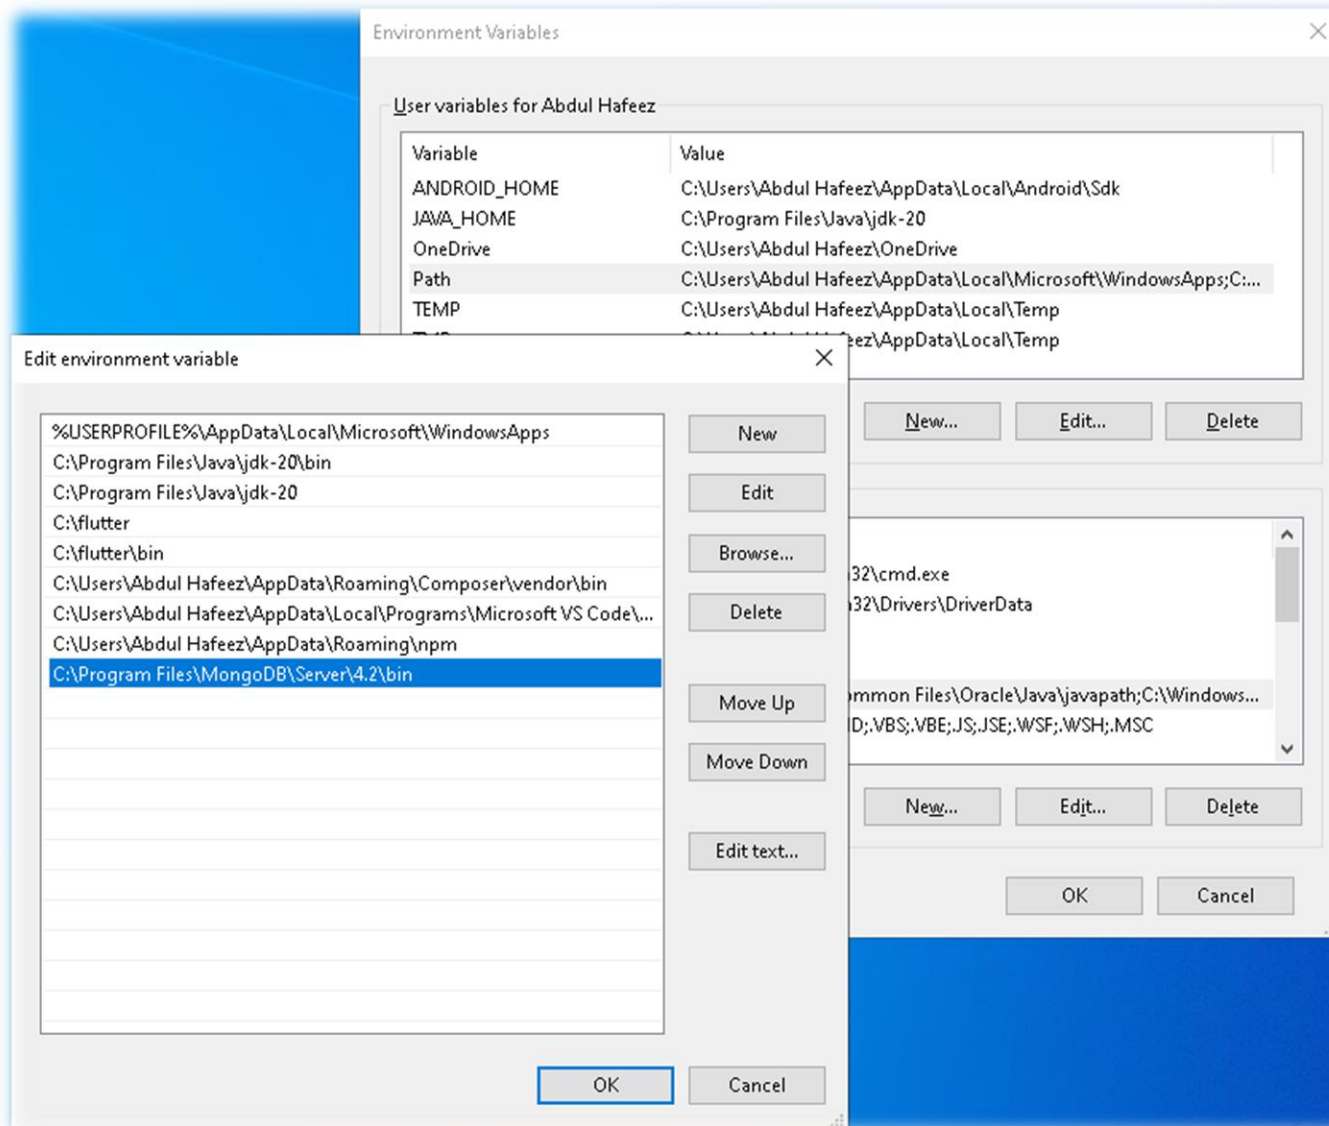 Environment Variables
User variables for Abdul Hafeez
Variable Value
ANDROID_HOME C:\Users\Abdul Hafeez\AppData\Local\Android\Sdk
JAVA_HOME C:\Program Files\Java\jdk-20
OneDrive C:\Users\Abdul Hafeez\OneDrive
Path C:\Users\Abdul Hafeez\AppData\Local\Microsoft\WindowsApps;C:...
TEMP C:\Users\Abdul Hafeez\AppData\Local\Temp
eez\AppData\Local\Temp
New... Edit... Delete
32\cmd.exe
32\Drivers\DriverData
mmon Files\Oracle\Java\javapath;C:\Windows...
D;.VBS;.VBE;.JS;.JSE;.WSF;.WSH;.MSC
New... Edit... Delete
OK Cancel
Edit environment variable
%USERPROFILE%\AppData\Local\Microsoft\WindowsApps
C:\Program Files\Java\jdk-20\bin
C:\Program Files\Java\jdk-20
C:\flutter
C:\flutter\bin
C:\Users\Abdul Hafeez\AppData\Roaming\Composer\vendor\bin
C:\Users\Abdul Hafeez\AppData\Local\Programs\Microsoft VS Code\...
C:\Users\Abdul Hafeez\AppData\Roaming\npm
C:\Program Files\MongoDB\Server\4.2\bin
New
Edit
Browse...
Delete
Move Up
Move Down
Edit text...
OK Cancel